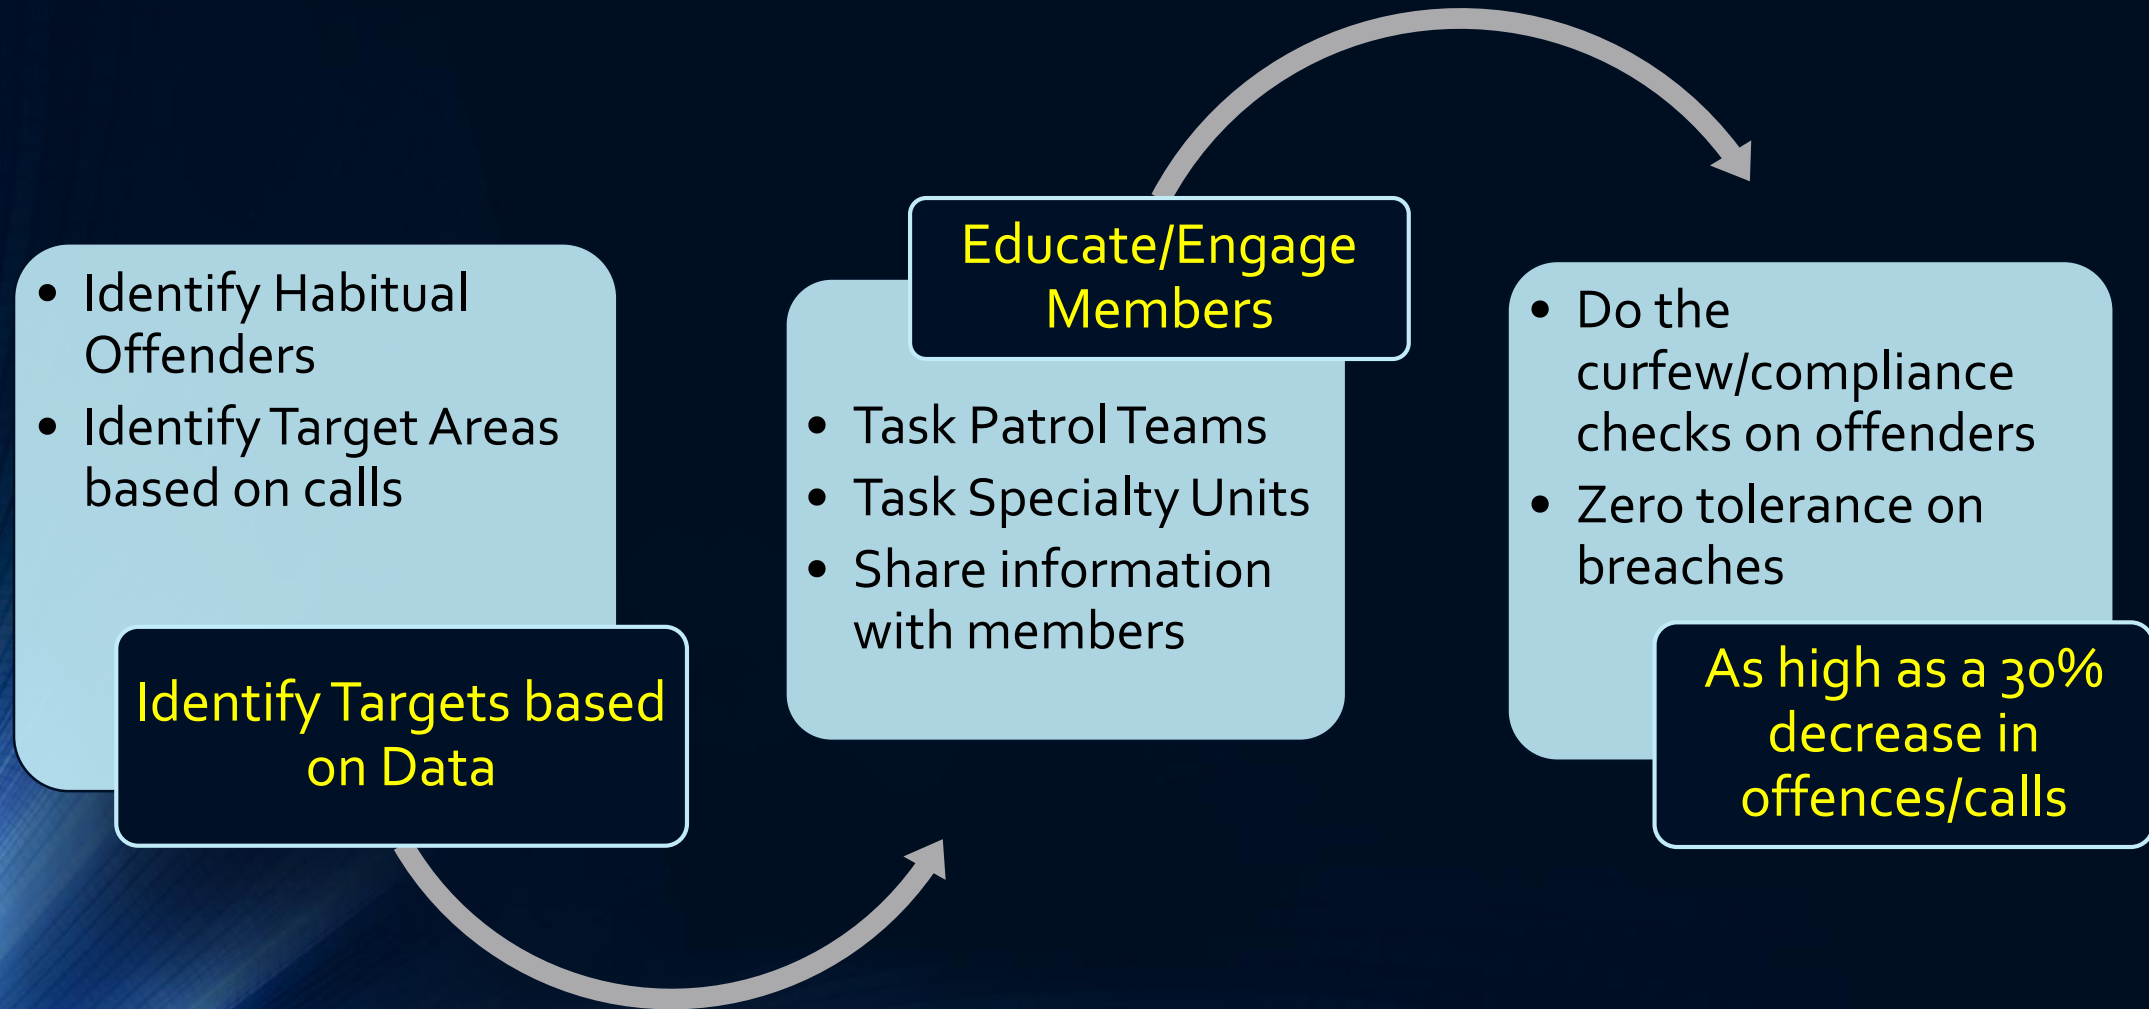 • Identify Habitual
Offenders
• Identify Target Areas
based on calls
Identify Targets based
on Data
Educate/Engage
Members
• Task Patrol Teams
• Task Specialty Units
• Share information
with members
• Do the
curfew/compliance
checks on offenders
• Zero tolerance on
breaches
As high as a 30%
decrease in
offences/calls